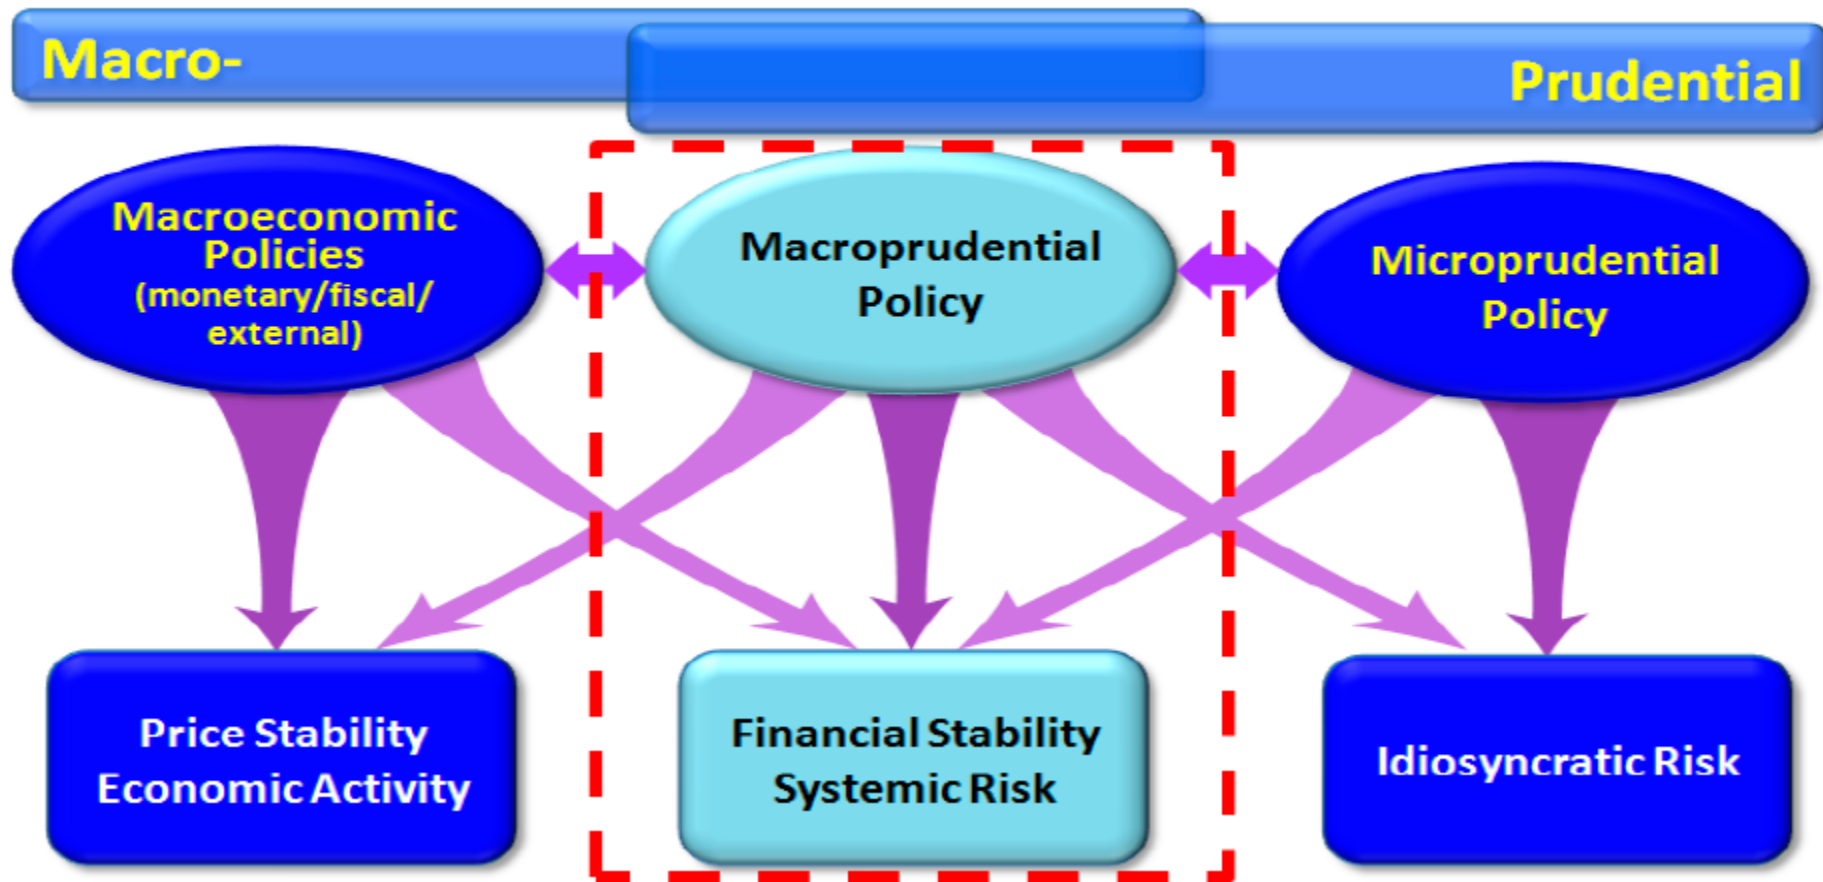 Macro-
Prudential
Macroeconomic
Policies
(monetary/fiscal/
external)
Macroprudential
Policy
Microprudential
Policy
Price Stability
Economic Activity
Financial Stability
Systemic Risk
Idiosyncratic Risk